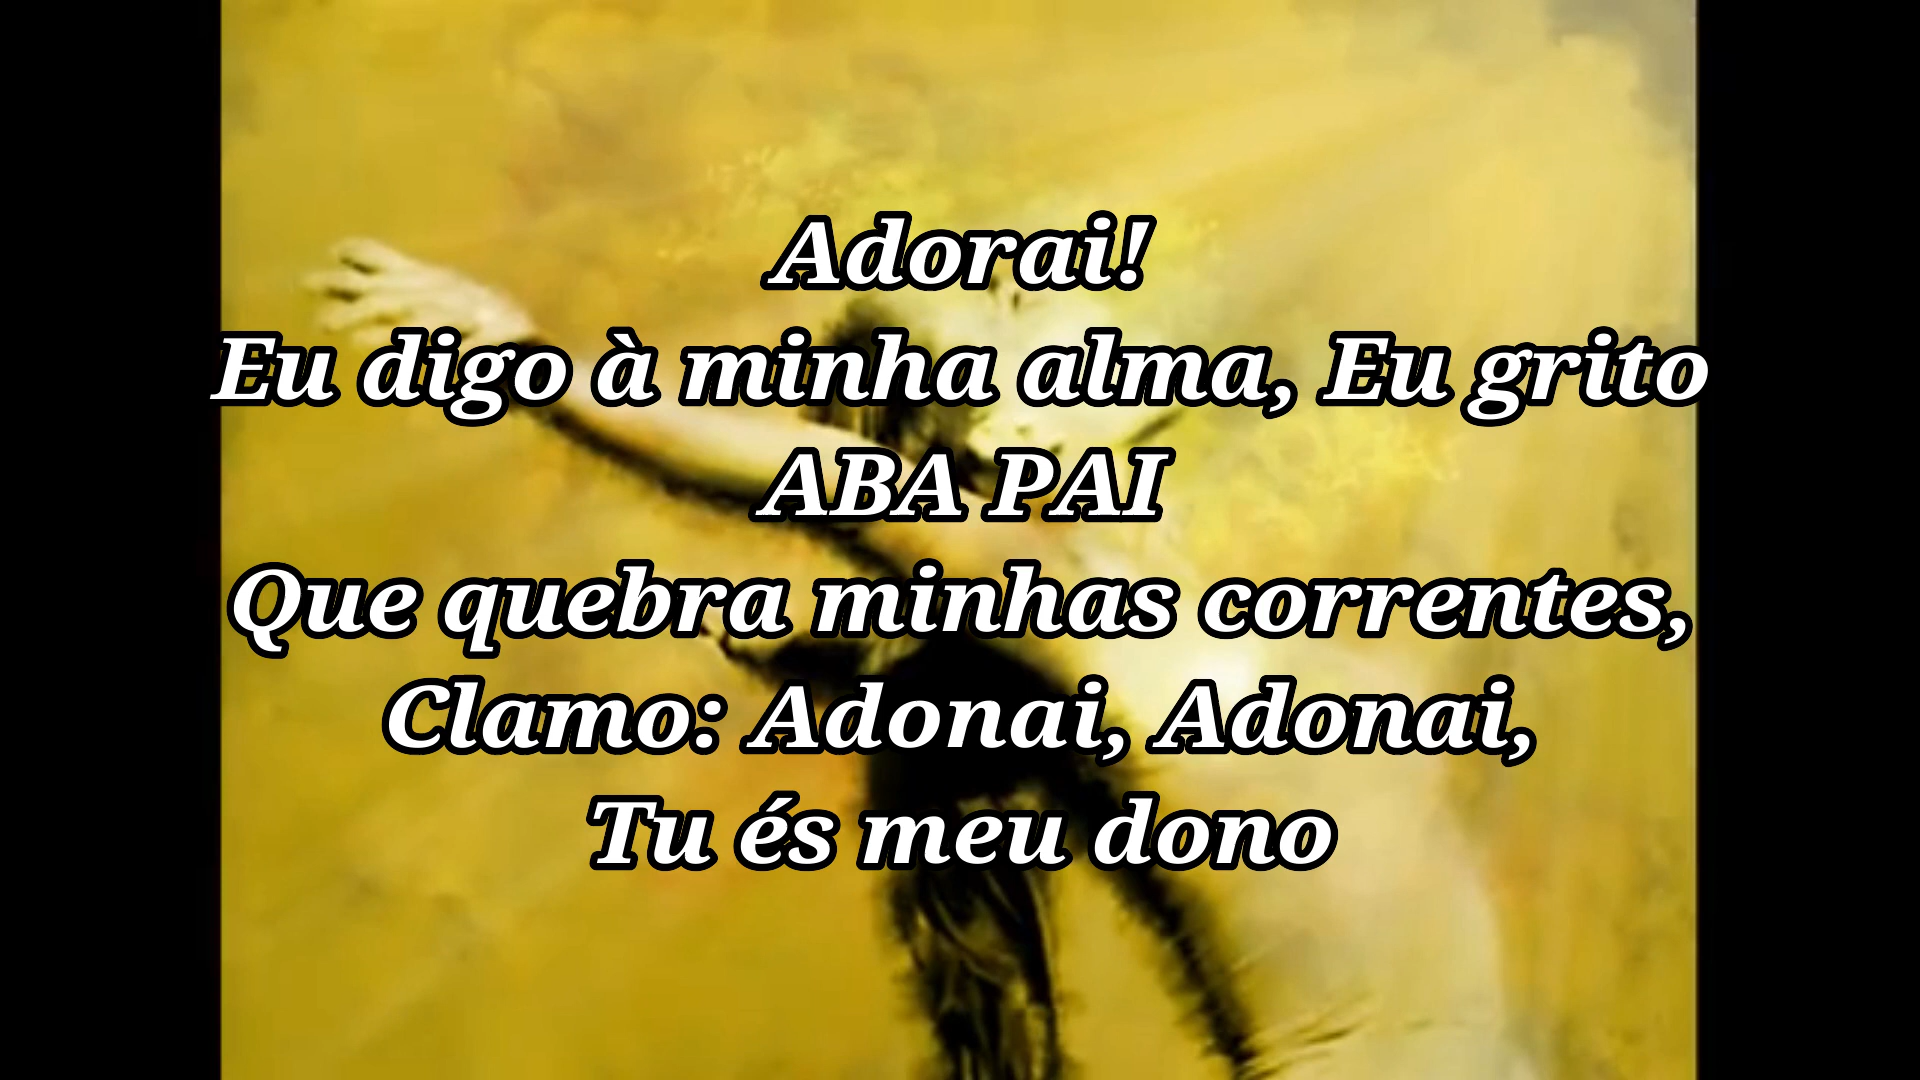 Adorai!
Eu digo à minha alma, Eu grito
ABA PAI
Que quebra minhas correntes,
Clamo: Adonai, Adonai,
Tu és meu dono